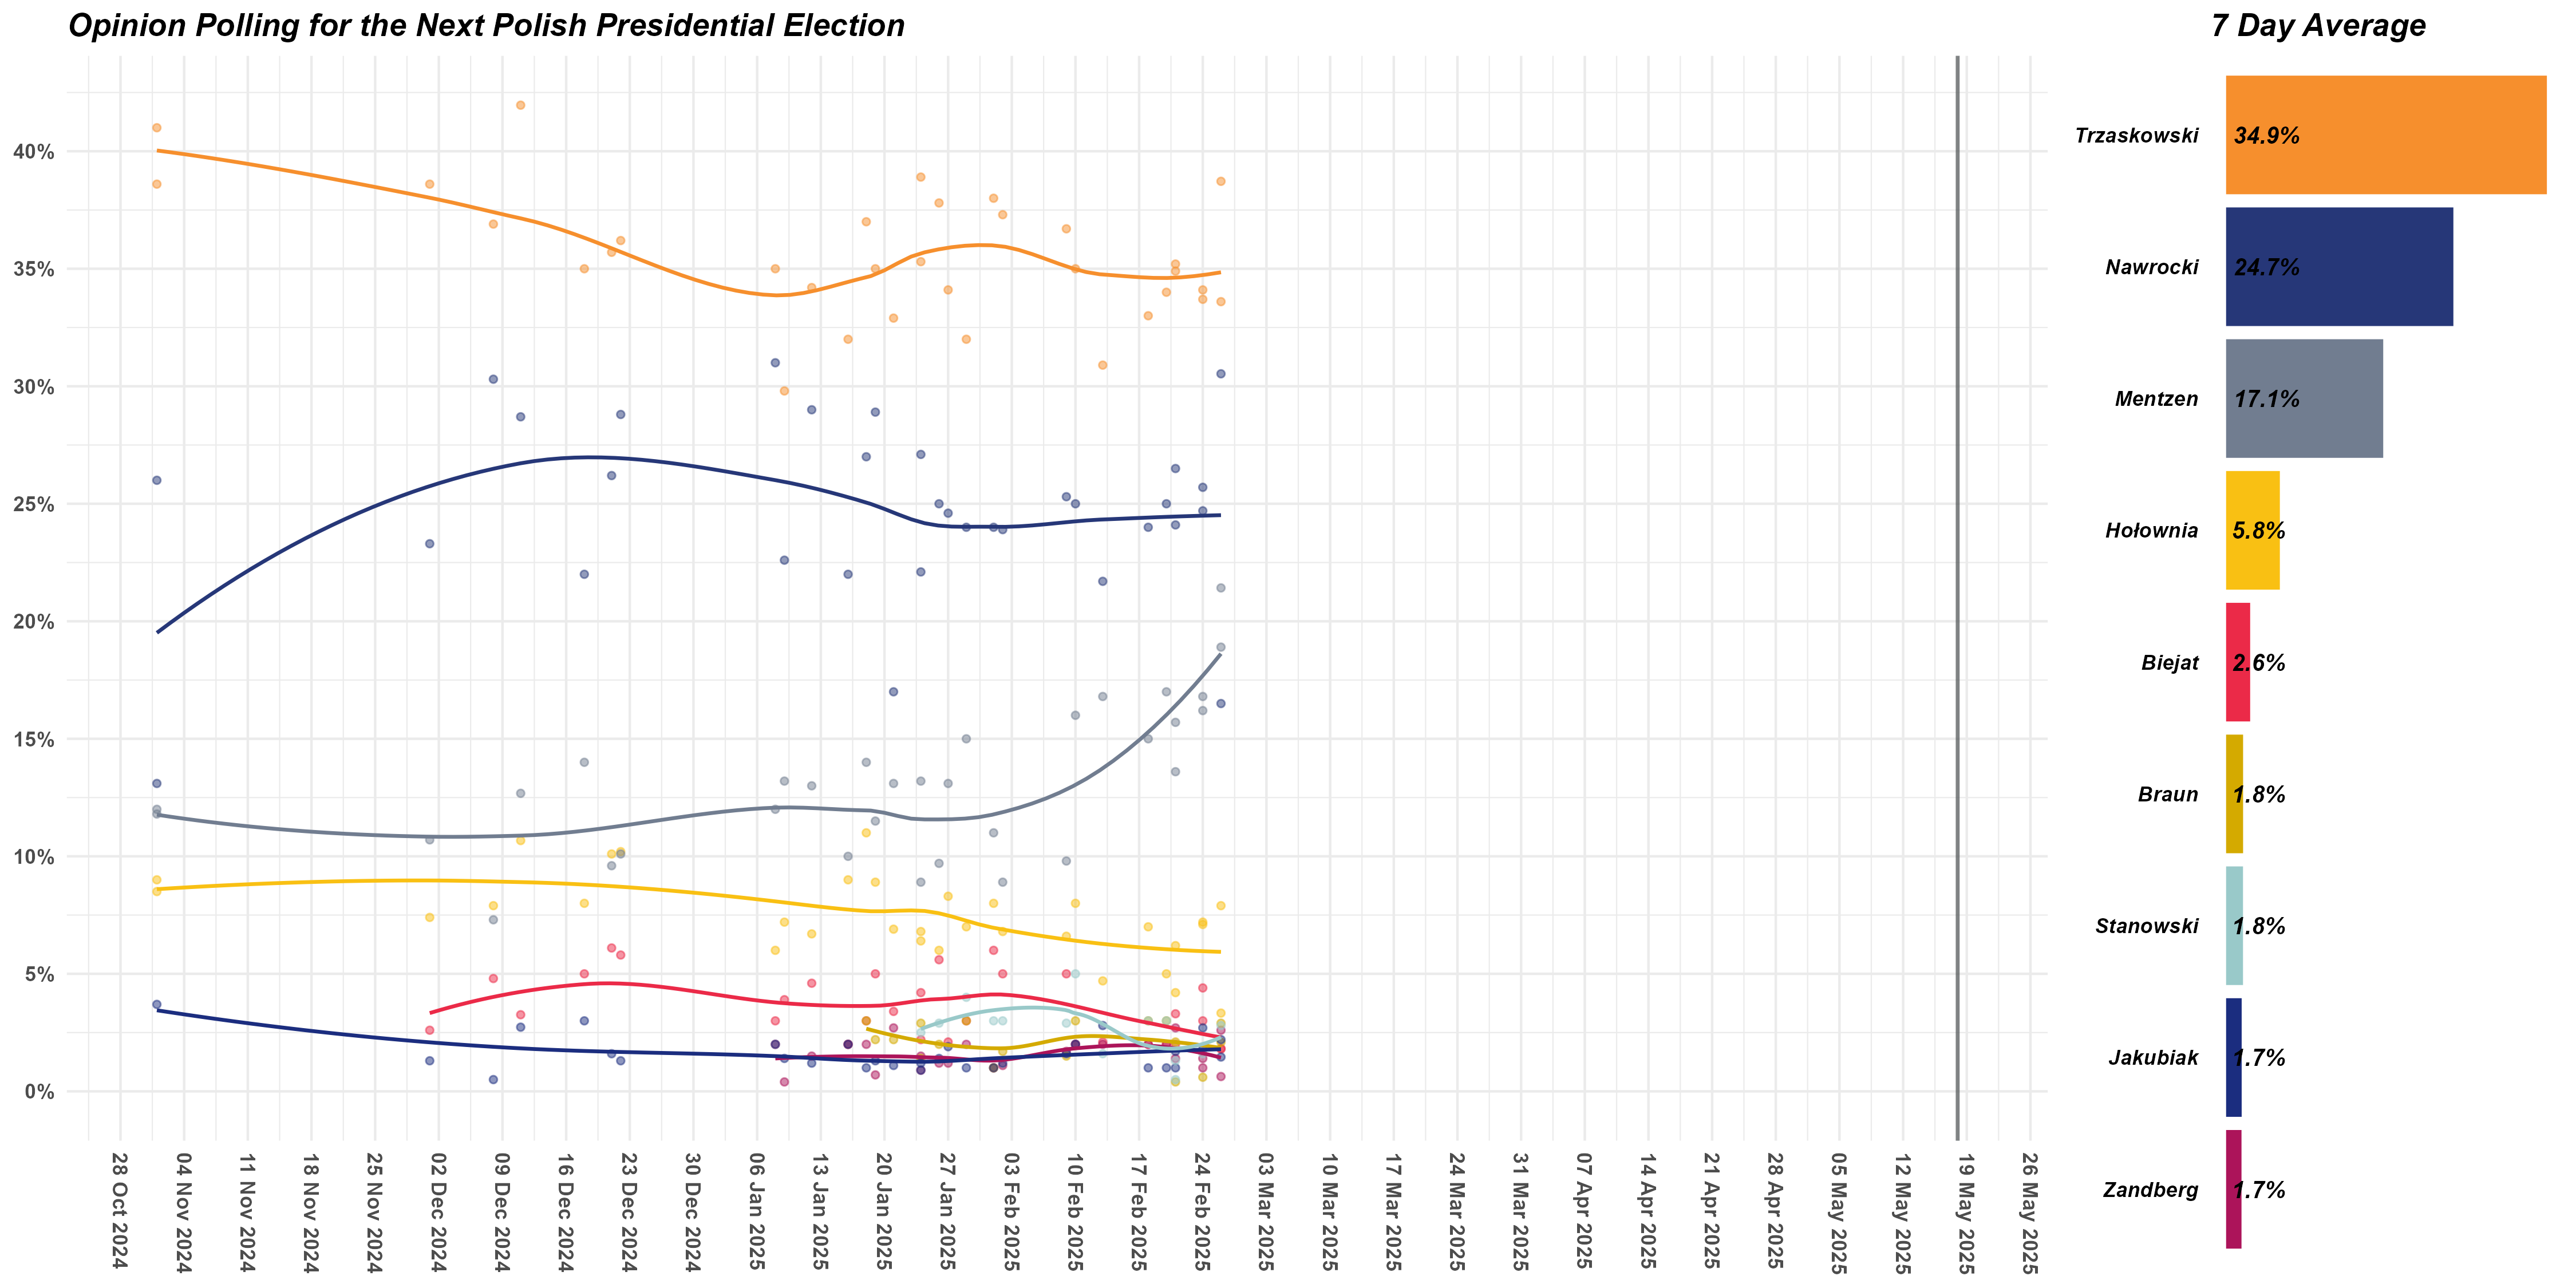 Opinion Polling for the Next Polish Presidential Election
7 Day Average
40%
35%
30%
25%
20%
15%
10%
5%
0%
28 Oct 2024
04 Nov 2024
11 Nov 2024
18 Nov 2024
25 Nov 2024
02 Dec 2024
09 Dec 2024
16 Dec 2024
23 Dec 2024
30 Dec 2024
06 Jan 2025
13 Jan 2025
20 Jan 2025
27 Jan 2025
03 Feb 2025
10 Feb 2025
17 Feb 2025
24 Feb 2025
03 Mar 2025
10 Mar 2025
17 Mar 2025
24 Mar 2025
31 Mar 2025
07 Apr 2025
14 Apr 2025
21 Apr 2025
28 Apr 2025
05 May 2025
12 May 2025
19 May 2025
26 May 2025
Trzaskowski 34.9%
Nawrocki 24.7%
Mentzen 17.1%
Hołownia 5.8%
Biejat 2.6%
Braun 1.8%
Stanowski 1.8%
Jakubiak 1.7%
Zandberg 1.7%